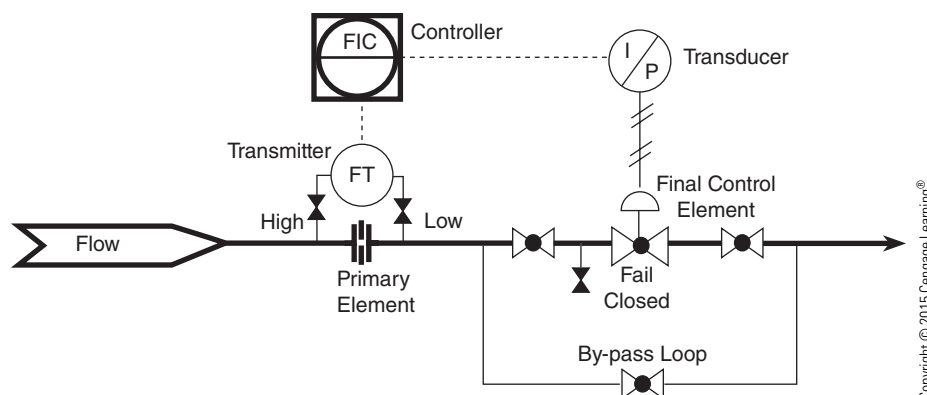 FIC
Controller
I
P
Transducer
Transmitter
FT
High
Low
Final Control
Element
Flow
Primary
Element
Fail
Closed
By-pass Loop
Copyright © 2015 Cengage Learning®